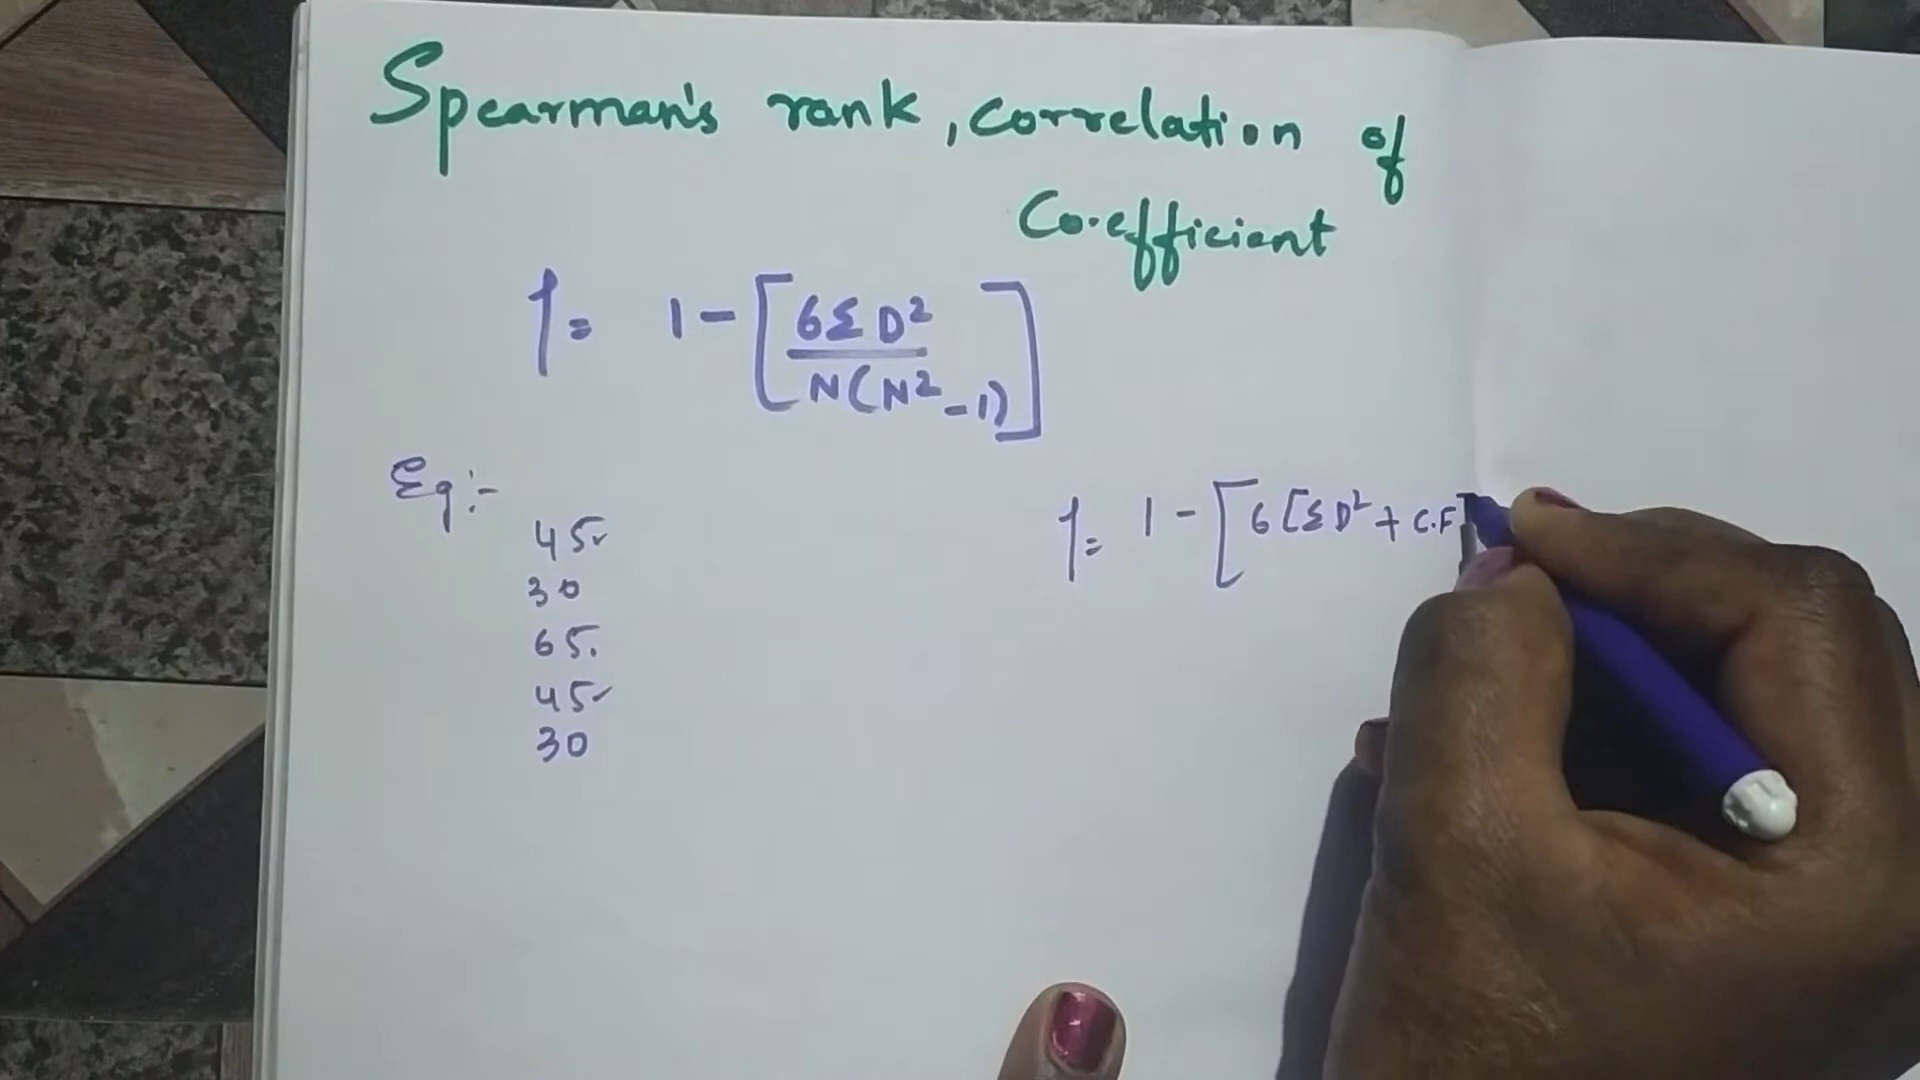 Spearman's rank, correlation of
Co-efficient
ρ = 1 - [6ΣD² / N(N² - 1)]
Eg:-
45
30
65.
45
30
ρ = 1 - [6[ΣD² + C.F]